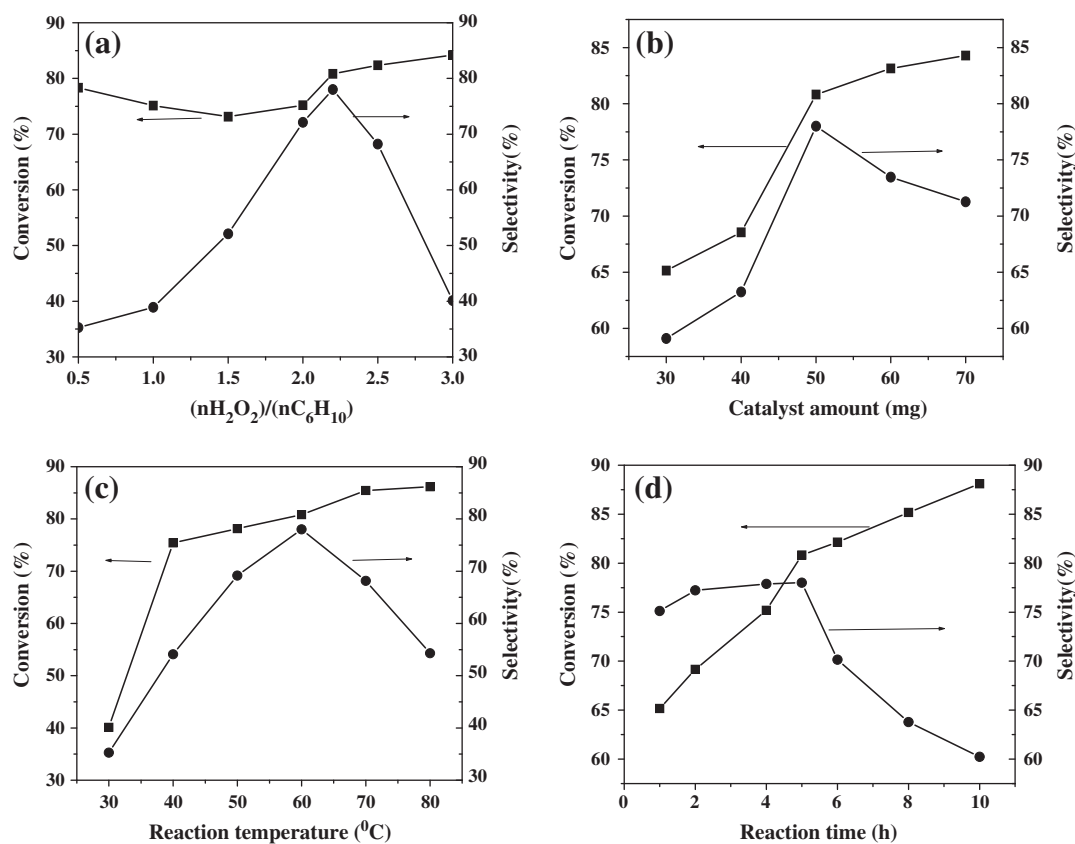 (a)
Conversion (%)
90
80
70
60
50
40
30
0.5 1.0 1.5 2.0 2.5 3.0
(nH2O2)/(nC6H10)
90
80
70
60
50
40
30
Selectivity(%)
(b)
Conversion (%)
85
80
75
70
65
60
30 40 50 60 70
Catalyst amount (mg)
85
80
75
70
65
60
Selectivity(%)
(c)
Conversion (%)
90
80
70
60
50
40
30
30 40 50 60 70 80
Reaction temperature (⁰C)
90
80
70
60
50
40
30
Selectivity(%)
(d)
Conversion (%)
90
85
80
75
70
65
60
0 2 4 6 8 10
Reaction time (h)
90
85
80
75
70
65
60
Selectivity(%)